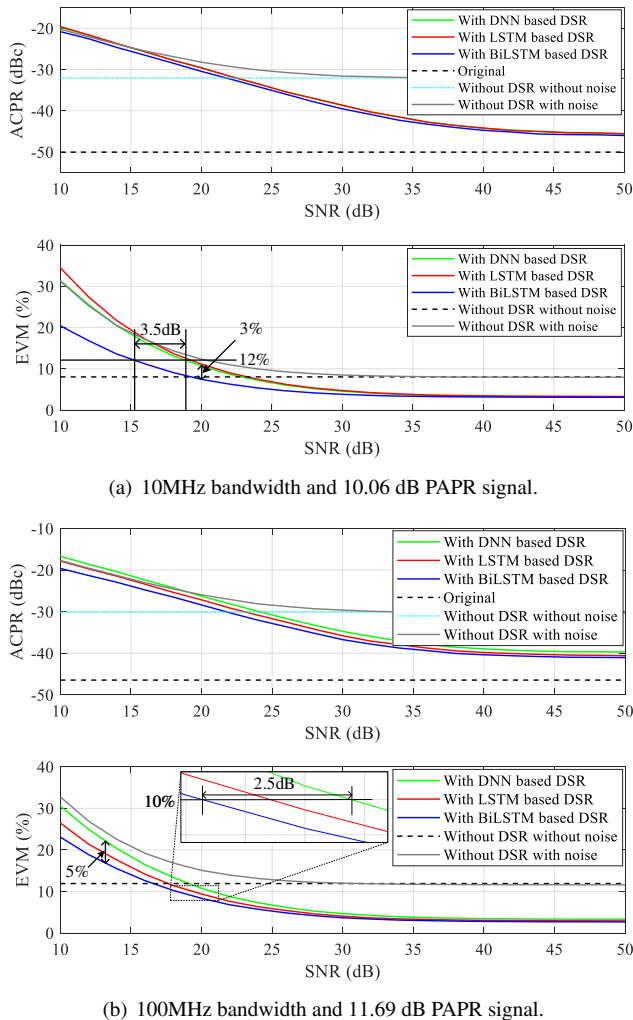 -20
-30
-40
-50
ACPR (dBc)
With DNN based DSR
With LSTM based DSR
With BiLSTM based DSR
Original
Without DSR without noise
Without DSR with noise
10 15 20 25 30 35 40 45 50
SNR (dB)
40
30
20
10
0
EVM (%)
With DNN based DSR
With LSTM based DSR
With BiLSTM based DSR
Without DSR without noise
Without DSR with noise
3.5dB
3%
12%
10 15 20 25 30 35 40 45 50
SNR (dB)
(a) 10MHz bandwidth and 10.06 dB PAPR signal.
-10
-20
-30
-40
-50
ACPR (dBc)
With DNN based DSR
With LSTM based DSR
With BiLSTM based DSR
Original
Without DSR without noise
Without DSR with noise
10 15 20 25 30 35 40 45 50
SNR (dB)
40
30
20
10
0
EVM (%)
2.5dB
10%
5%
With DNN based DSR
With LSTM based DSR
With BiLSTM based DSR
Without DSR without noise
Without DSR with noise
10 15 20 25 30 35 40 45 50
SNR (dB)
(b) 100MHz bandwidth and 11.69 dB PAPR signal.